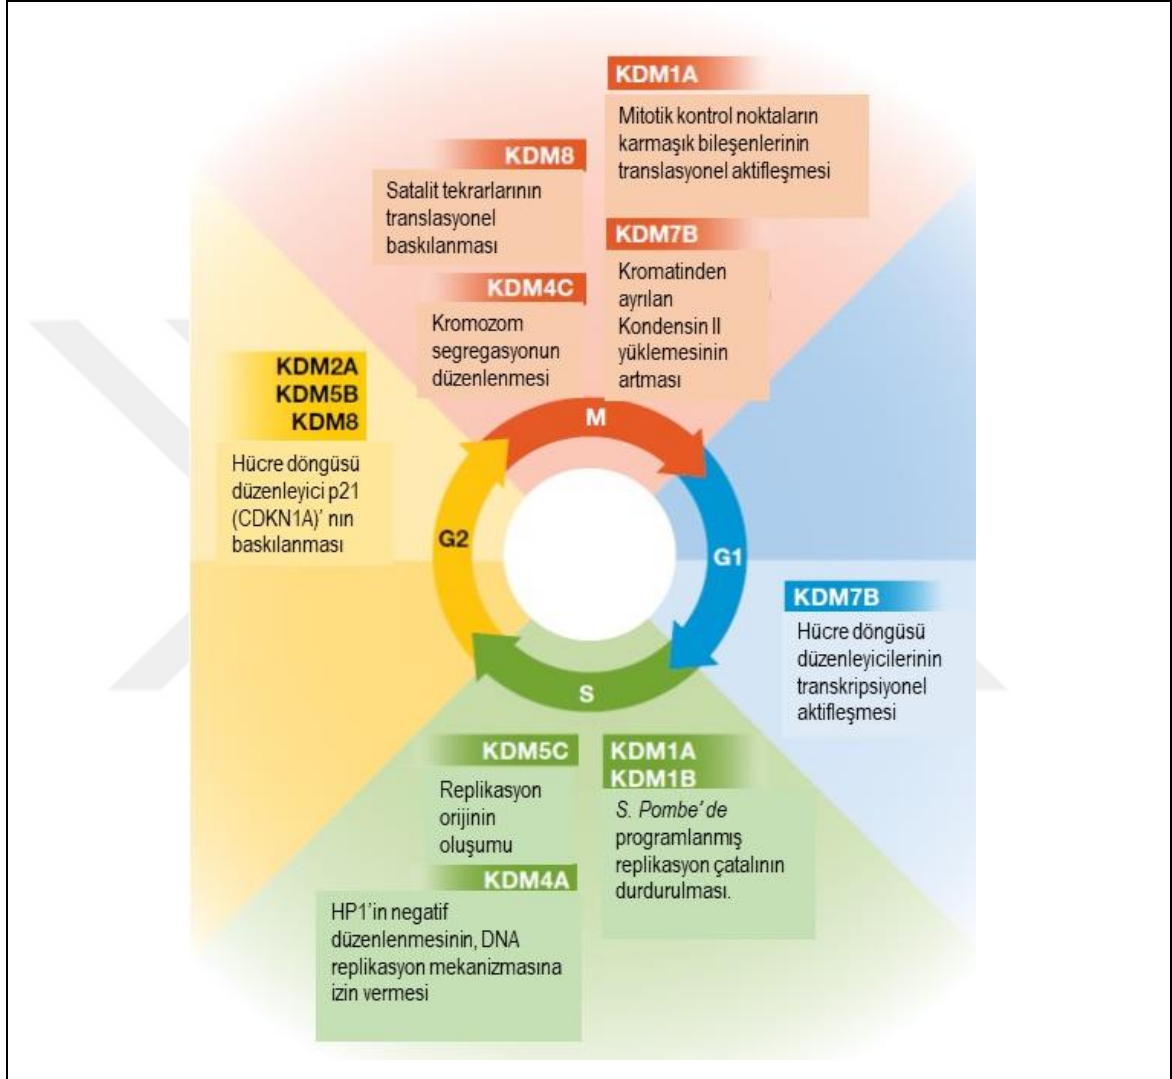 KDM1A
Mitotik kontrol noktaların
karmaşık bileşenlerinin
translasyonel aktifleşmesi
KDM8
Satalit tekrarlarının
translasyonel
baskılanması
KDM7B
Kromatinden
ayrılan
Kondensin II
yüklemesinin
artması
KDM4C
Kromozom
segregasyonun
düzenlenmesi
KDM2A
KDM5B
KDM8
Hücre döngüsü
düzenleyici p21
(CDKN1A)’ nın
baskılanması
M
G2
G1
S
KDM7B
Hücre döngüsü
düzenleyicilerinin
transkripsiyonel
aktifleşmesi
KDM5C
Replikasyon
orijinin
oluşumu
KDM1A
KDM1B
S. Pombe’ de
programlanmış
replikasyon çatalının
durdurulması.
KDM4A
HP1’in negatif
düzenlenmesinin, DNA
replikasyon mekanizmasına
izin vermesi